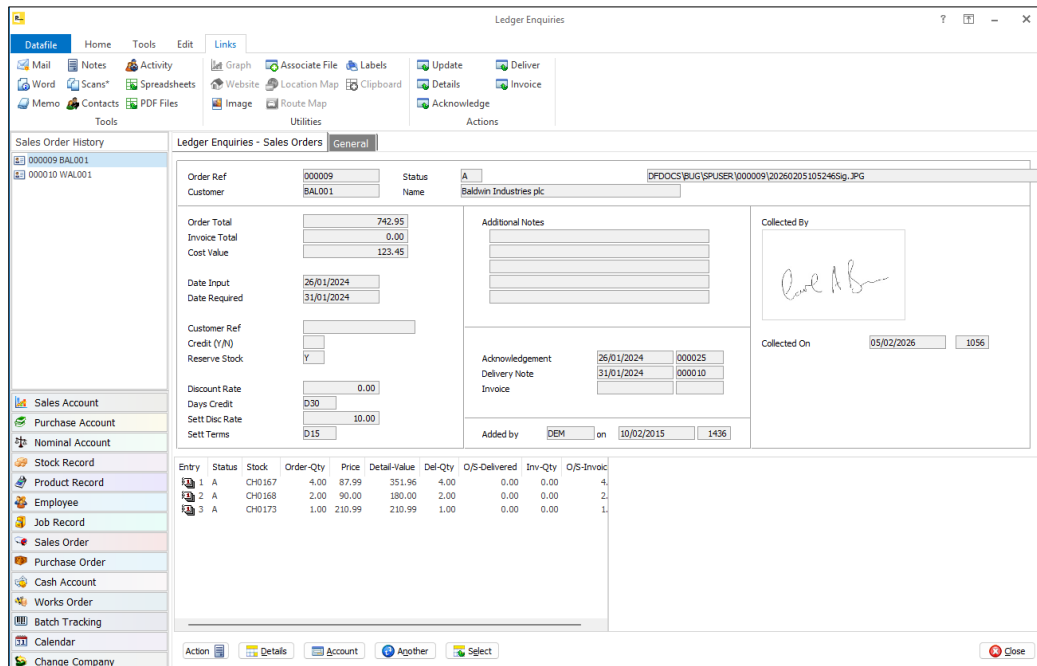 Ledger Enquiries
Datafile Home Tools Edit Links
Mail Notes Activity Graph Associate File Labels Update Deliver
Word Scans* Spreadsheets Website Location Map Clipboard Details Invoice
Memo Contacts PDF Files Image Route Map Acknowledge
Tools Utilities Actions
Sales Order History
000009 BAL001
000010 WAL001
Ledger Enquiries - Sales Orders General
Order Ref 000009 Status A DFDOCS\BUG\SPUSER\000009\20260205105246Sig.JPG
Customer BAL001 Name Baldwin Industries plc
Order Total 742.95 Additional Notes Collected By
Invoice Total 0.00
Cost Value 123.45
Date Input 26/01/2024
Date Required 31/01/2024
Customer Ref
Credit (Y/N) Collected On 05/02/2026 1056
Reserve Stock Y Acknowledgement 26/01/2024 000025
Delivery Note 31/01/2024 000010
Discount Rate 0.00 Invoice
Days Credit D30
Sett Disc Rate 10.00
Sett Terms D15 Added by DEM on 10/02/2015 1436
Entry Status Stock Order-Qty Price Detail-Value Del-Qty O/S-Delivered Inv-Qty O/S-Invoic
1 A CH0167 4.00 87.99 351.96 4.00 0.00 0.00 4.
2 A CH0168 2.00 90.00 180.00 2.00 0.00 0.00 2.
3 A CH0173 1.00 210.99 210.99 1.00 0.00 0.00 1.
Sales Account
Purchase Account
Nominal Account
Stock Record
Product Record
Employee
Job Record
Sales Order
Purchase Order
Cash Account
Works Order
Batch Tracking
Calendar
Change Company
Action Details Account Another Select Close